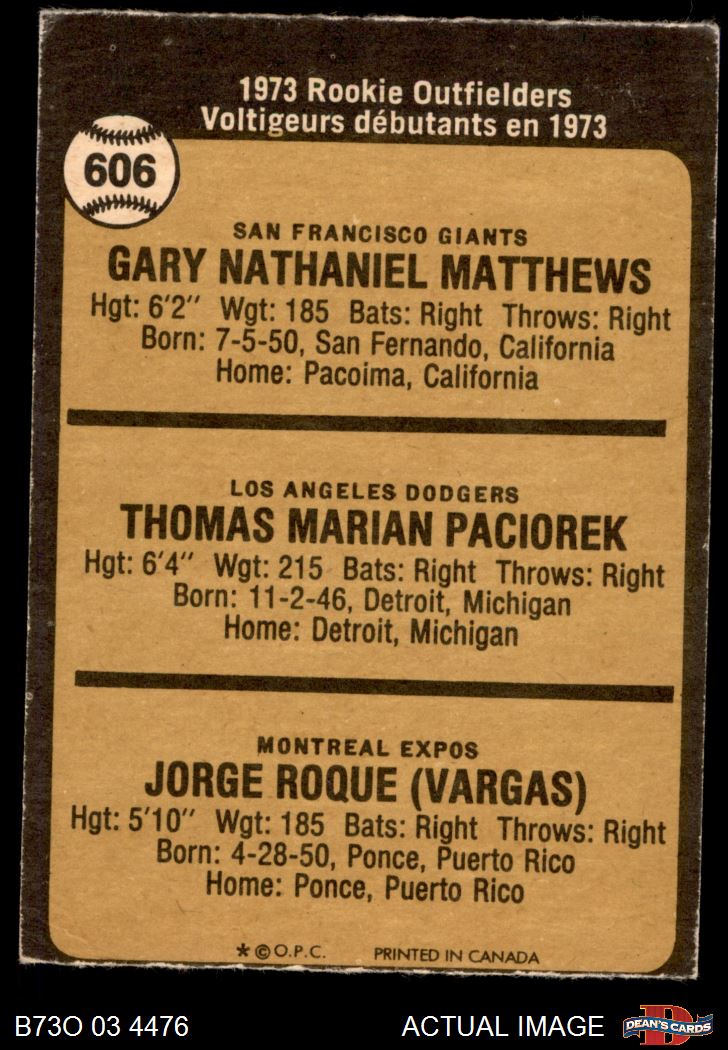 1973 Rookie Outfielders
Voltigeurs débutants en 1973
606
SAN FRANCISCO GIANTS
GARY NATHANIEL MATTHEWS
Hgt: 6'2" Wgt: 185 Bats: Right Throws: Right
Born: 7-5-50, San Fernando, California
Home: Pacoima, California
LOS ANGELES DODGERS
THOMAS MARIAN PACIOREK
Hgt: 6'4" Wgt: 215 Bats: Right Throws: Right
Born: 11-2-46, Detroit, Michigan
Home: Detroit, Michigan
MONTREAL EXPOS
JORGE ROQUE (VARGAS)
Hgt: 5'10" Wgt: 185 Bats: Right Throws: Right
Born: 4-28-50, Ponce, Puerto Rico
Home: Ponce, Puerto Rico
* © O.P.C. PRINTED IN CANADA
B73O 03 4476 ACTUAL IMAGE D DEAN'S CARDS